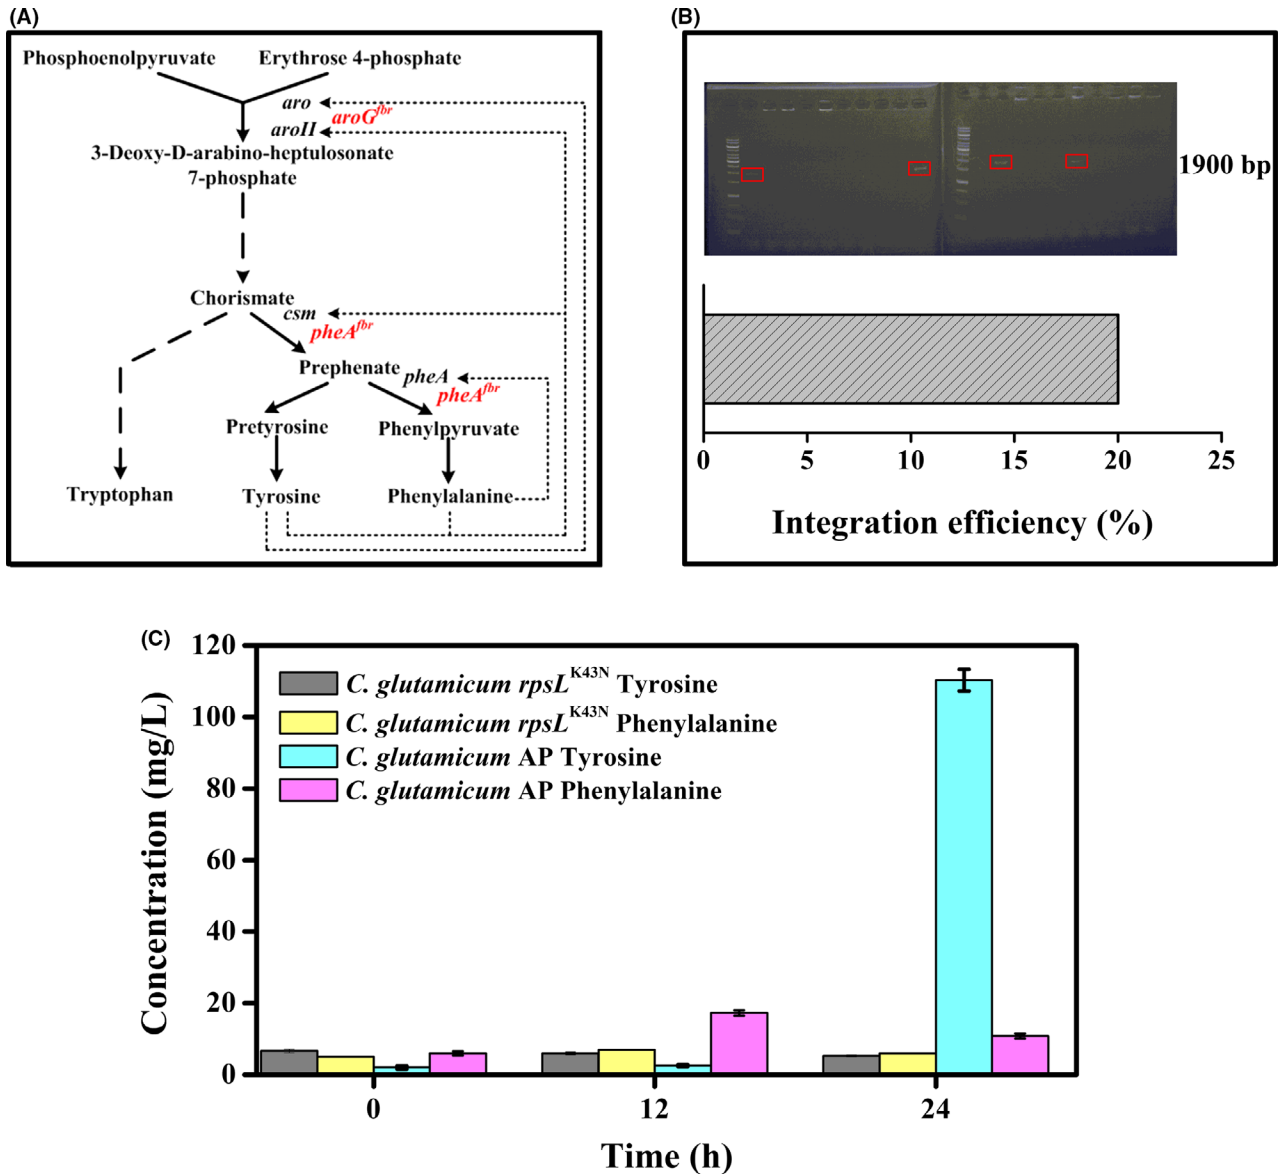 (A)
Phosphoenolpyruvate Erythrose 4-phosphate
aro
aroG^fbr
aroII
3-Deoxy-D-arabino-heptulosonate
7-phosphate
Chorismate
csm
pheA^fbr
Prephenate
pheA
pheA^fbr
Pretyrosine
Phenylpyruvate
Tryptophan
Tyrosine
Phenylalanine
(B)
1900 bp
0 5 10 15 20 25
Integration efficiency (%)
(C)
120
100
80
60
40
20
0
Concentration (mg/L)
C. glutamicum rpsL^K43N Tyrosine
C. glutamicum rpsL^K43N Phenylalanine
C. glutamicum AP Tyrosine
C. glutamicum AP Phenylalanine
0 12 24
Time (h)